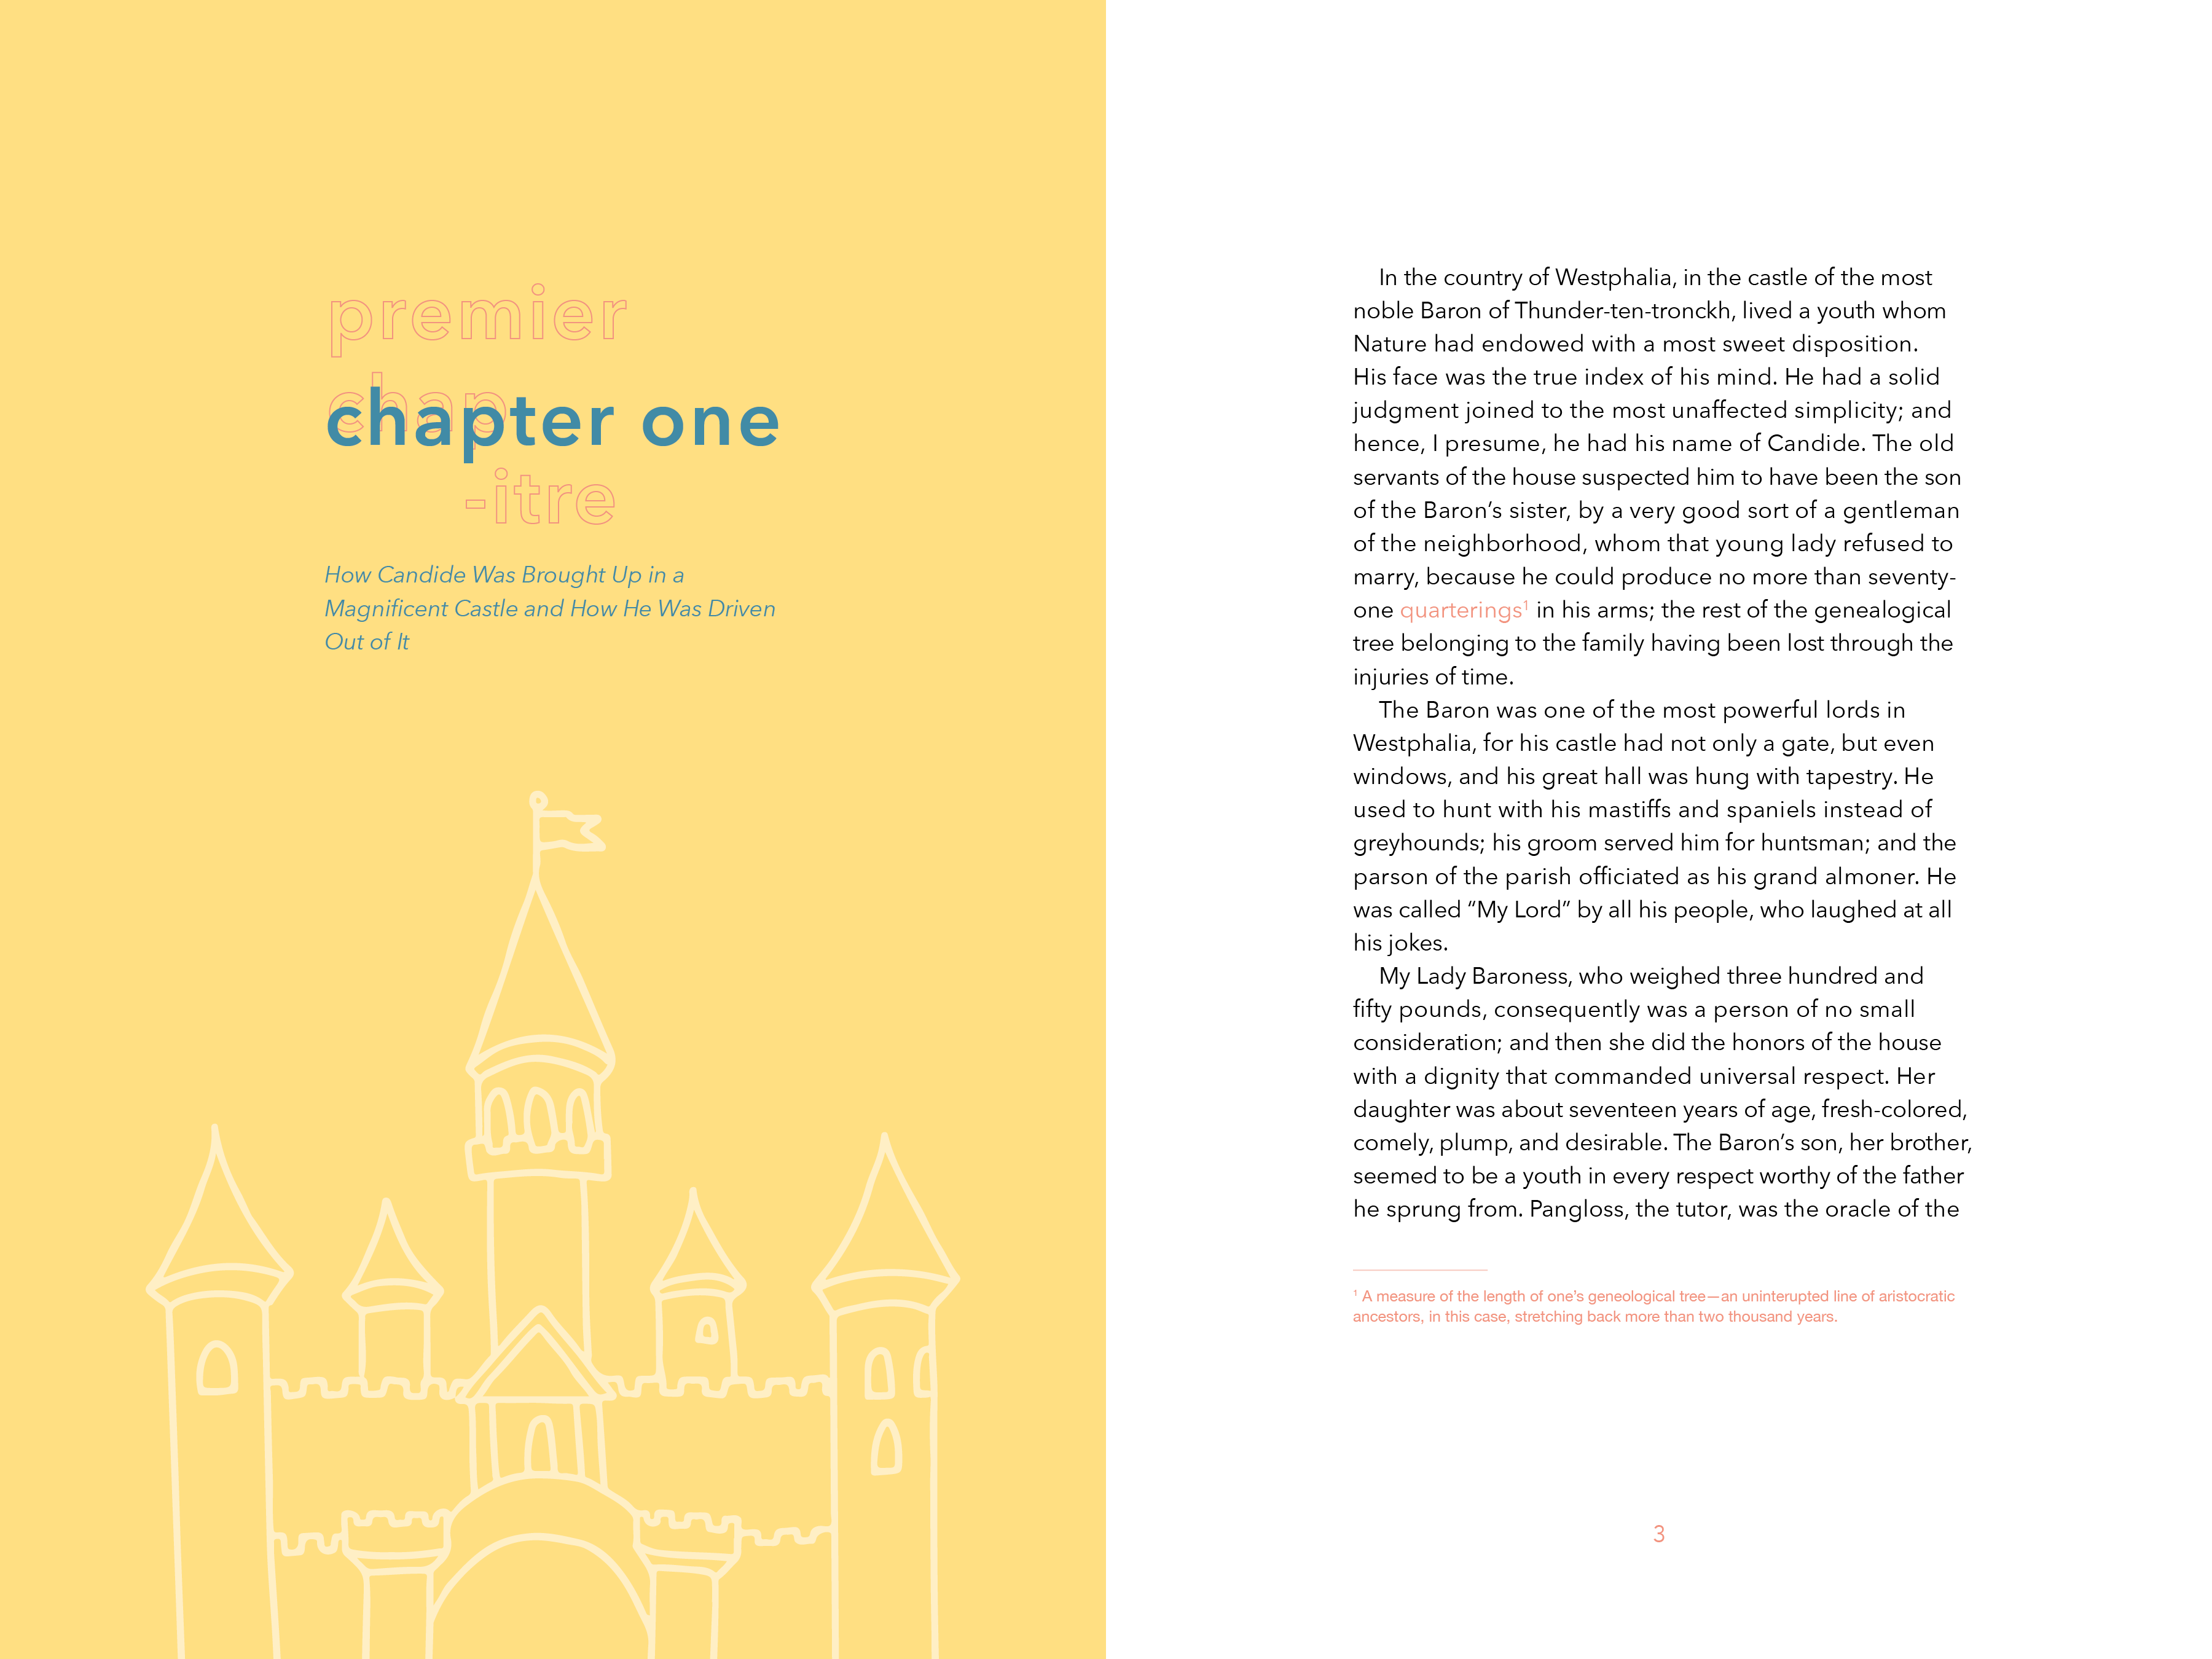 premier
chap
chapter one
-itre
How Candide Was Brought Up in a
Magnificent Castle and How He Was Driven
Out of It
In the country of Westphalia, in the castle of the most
noble Baron of Thunder-ten-tronckh, lived a youth whom
Nature had endowed with a most sweet disposition.
His face was the true index of his mind. He had a solid
judgment joined to the most unaffected simplicity; and
hence, I presume, he had his name of Candide. The old
servants of the house suspected him to have been the son
of the Baron’s sister, by a very good sort of a gentleman
of the neighborhood, whom that young lady refused to
marry, because he could produce no more than seventy-
one quarterings¹ in his arms; the rest of the genealogical
tree belonging to the family having been lost through the
injuries of time.
The Baron was one of the most powerful lords in
Westphalia, for his castle had not only a gate, but even
windows, and his great hall was hung with tapestry. He
used to hunt with his mastiffs and spaniels instead of
greyhounds; his groom served him for huntsman; and the
parson of the parish officiated as his grand almoner. He
was called “My Lord” by all his people, who laughed at all
his jokes.
My Lady Baroness, who weighed three hundred and
fifty pounds, consequently was a person of no small
consideration; and then she did the honors of the house
with a dignity that commanded universal respect. Her
daughter was about seventeen years of age, fresh-colored,
comely, plump, and desirable. The Baron’s son, her brother,
seemed to be a youth in every respect worthy of the father
he sprung from. Pangloss, the tutor, was the oracle of the
¹ A measure of the length of one’s geneological tree—an uninterupted line of aristocratic
ancestors, in this case, stretching back more than two thousand years.
3